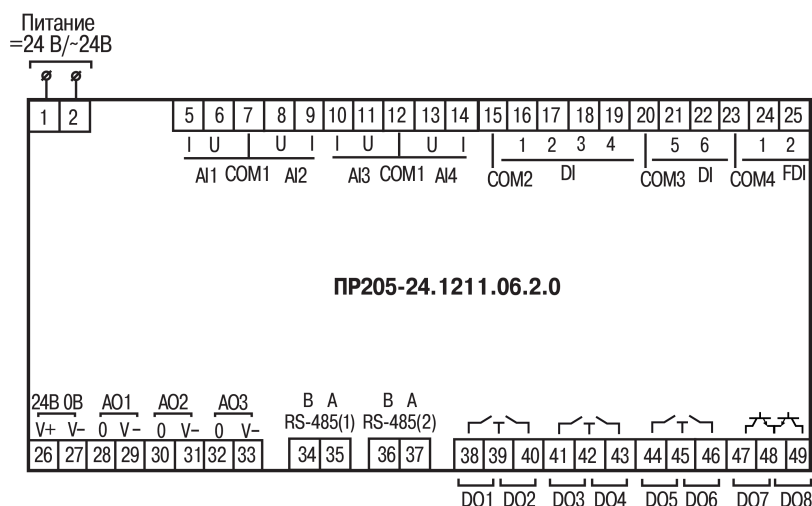 Питание
=24 В/~24В
1 2 5 6 7 8 9 10 11 12 13 14 15 16 17 18 19 20 21 22 23 24 25
I U U I I U U I 1 2 3 4 5 6 1 2
AI1 COM1 AI2 AI3 COM1 AI4 COM2 DI COM3 DI COM4 FDI
ПР205-24.1211.06.2.0
24В 0В AO1 AO2 AO3 B A B A
V+ V− 0 V− 0 V− 0 V− RS-485(1) RS-485(2)
26 27 28 29 30 31 32 33 34 35 36 37 38 39 40 41 42 43 44 45 46 47 48 49
DO1 DO2 DO3 DO4 DO5 DO6 DO7 DO8